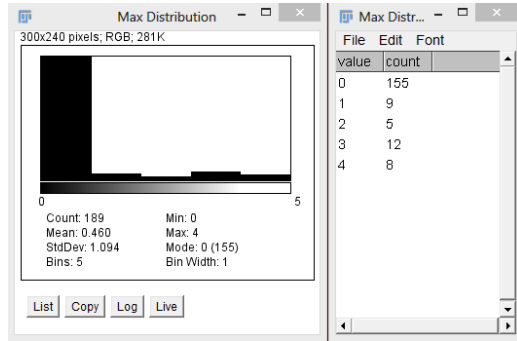 Max Distribution
300x240 pixels; RGB; 281K
0 5
Count: 189 Min: 0
Mean: 0.460 Max: 4
StdDev: 1.094 Mode: 0 (155)
Bins: 5 Bin Width: 1
List Copy Log Live
Max Distr...
File Edit Font
value count
0 155
1 9
2 5
3 12
4 8